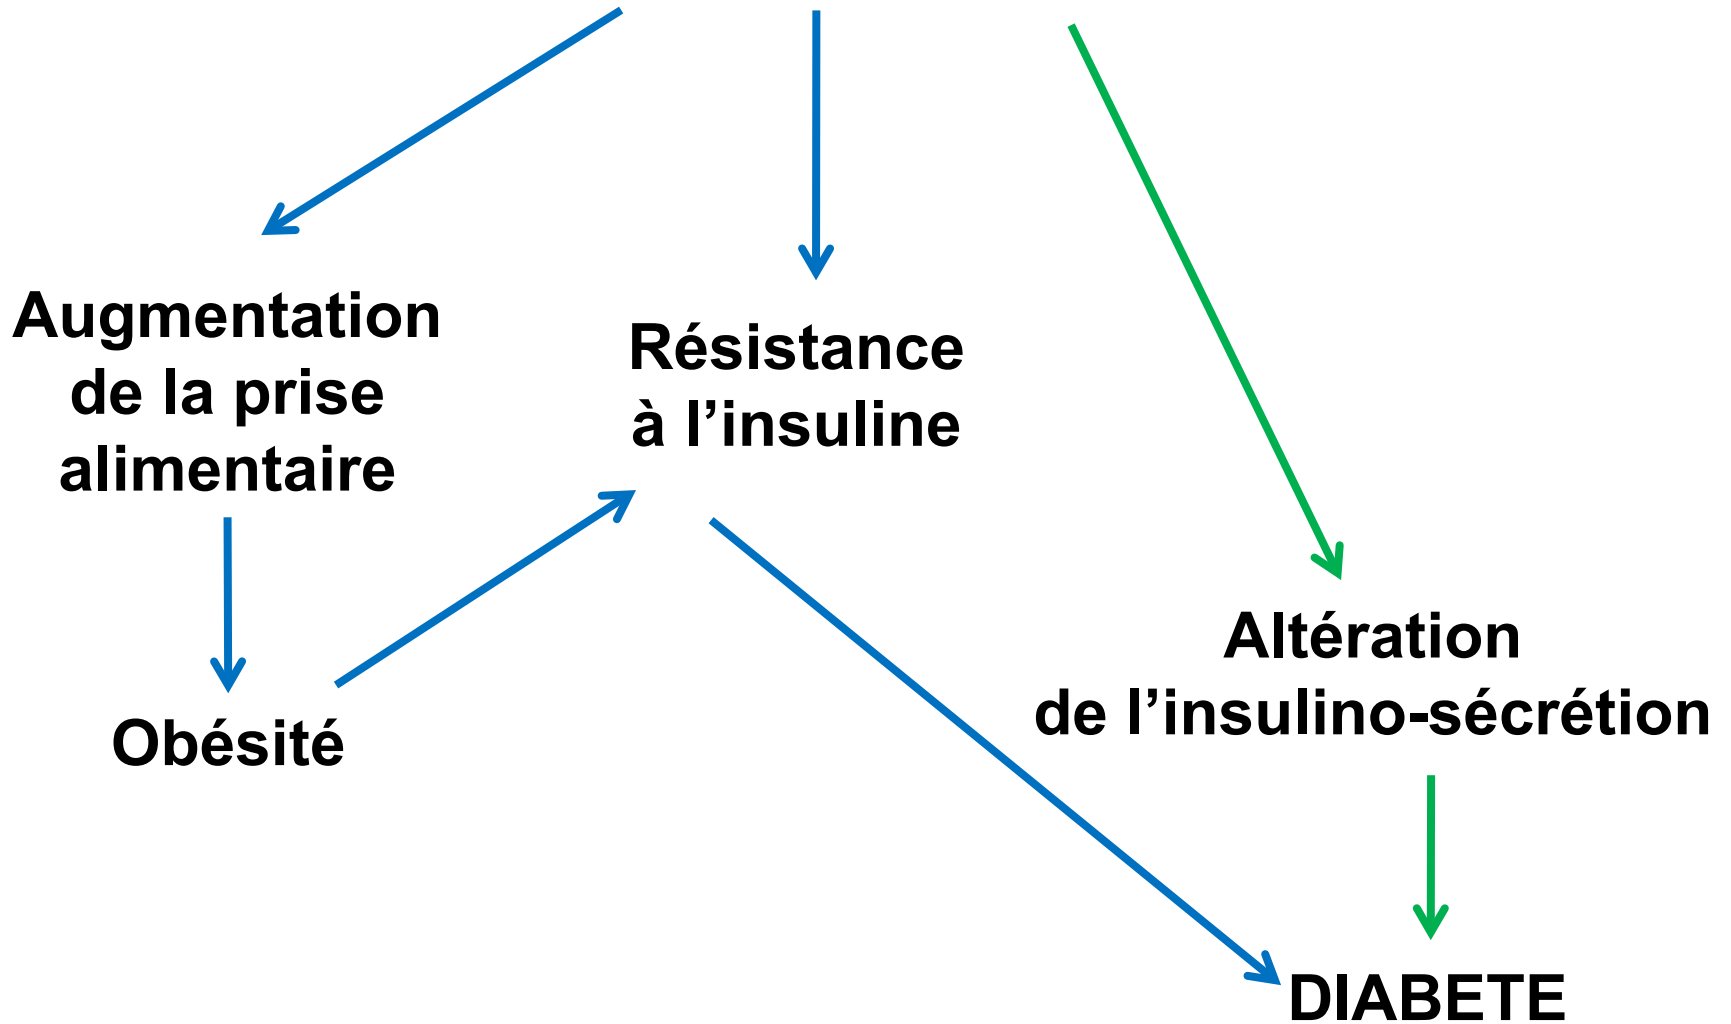 Augmentation
de la prise
alimentaire
Résistance
à l’insuline
Obésité
Altération
de l’insulino-sécrétion
DIABETE